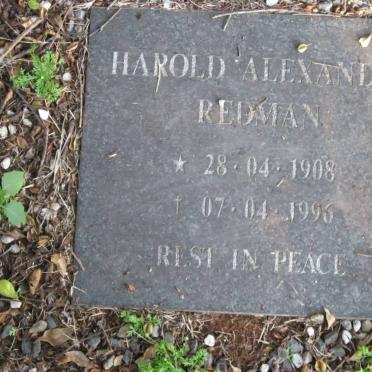 HAROLD ALEXAND
REDMAN
★ 28 · 04 · 1908
† 07 · 04 · 1996
REST IN PEACE